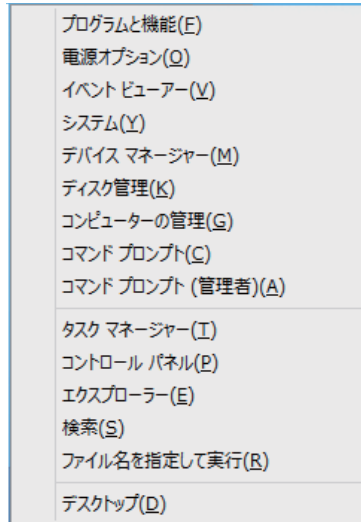 プログラムと機能(F)
電源オプション(O)
イベント ビューアー(V)
システム(Y)
デバイス マネージャー(M)
ディスク管理(K)
コンピューターの管理(G)
コマンド プロンプト(C)
コマンド プロンプト (管理者)(A)
タスク マネージャー(T)
コントロール パネル(P)
エクスプローラー(E)
検索(S)
ファイル名を指定して実行(R)
デスクトップ(D)